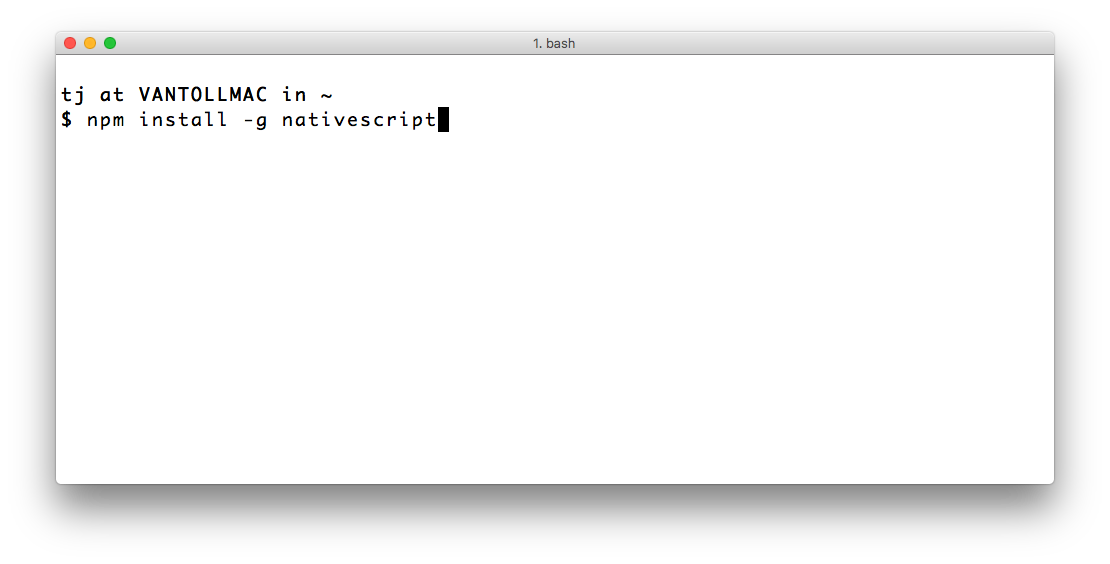 1. bash
tj at VANTOLLMAC in ~
$ npm install -g nativescript